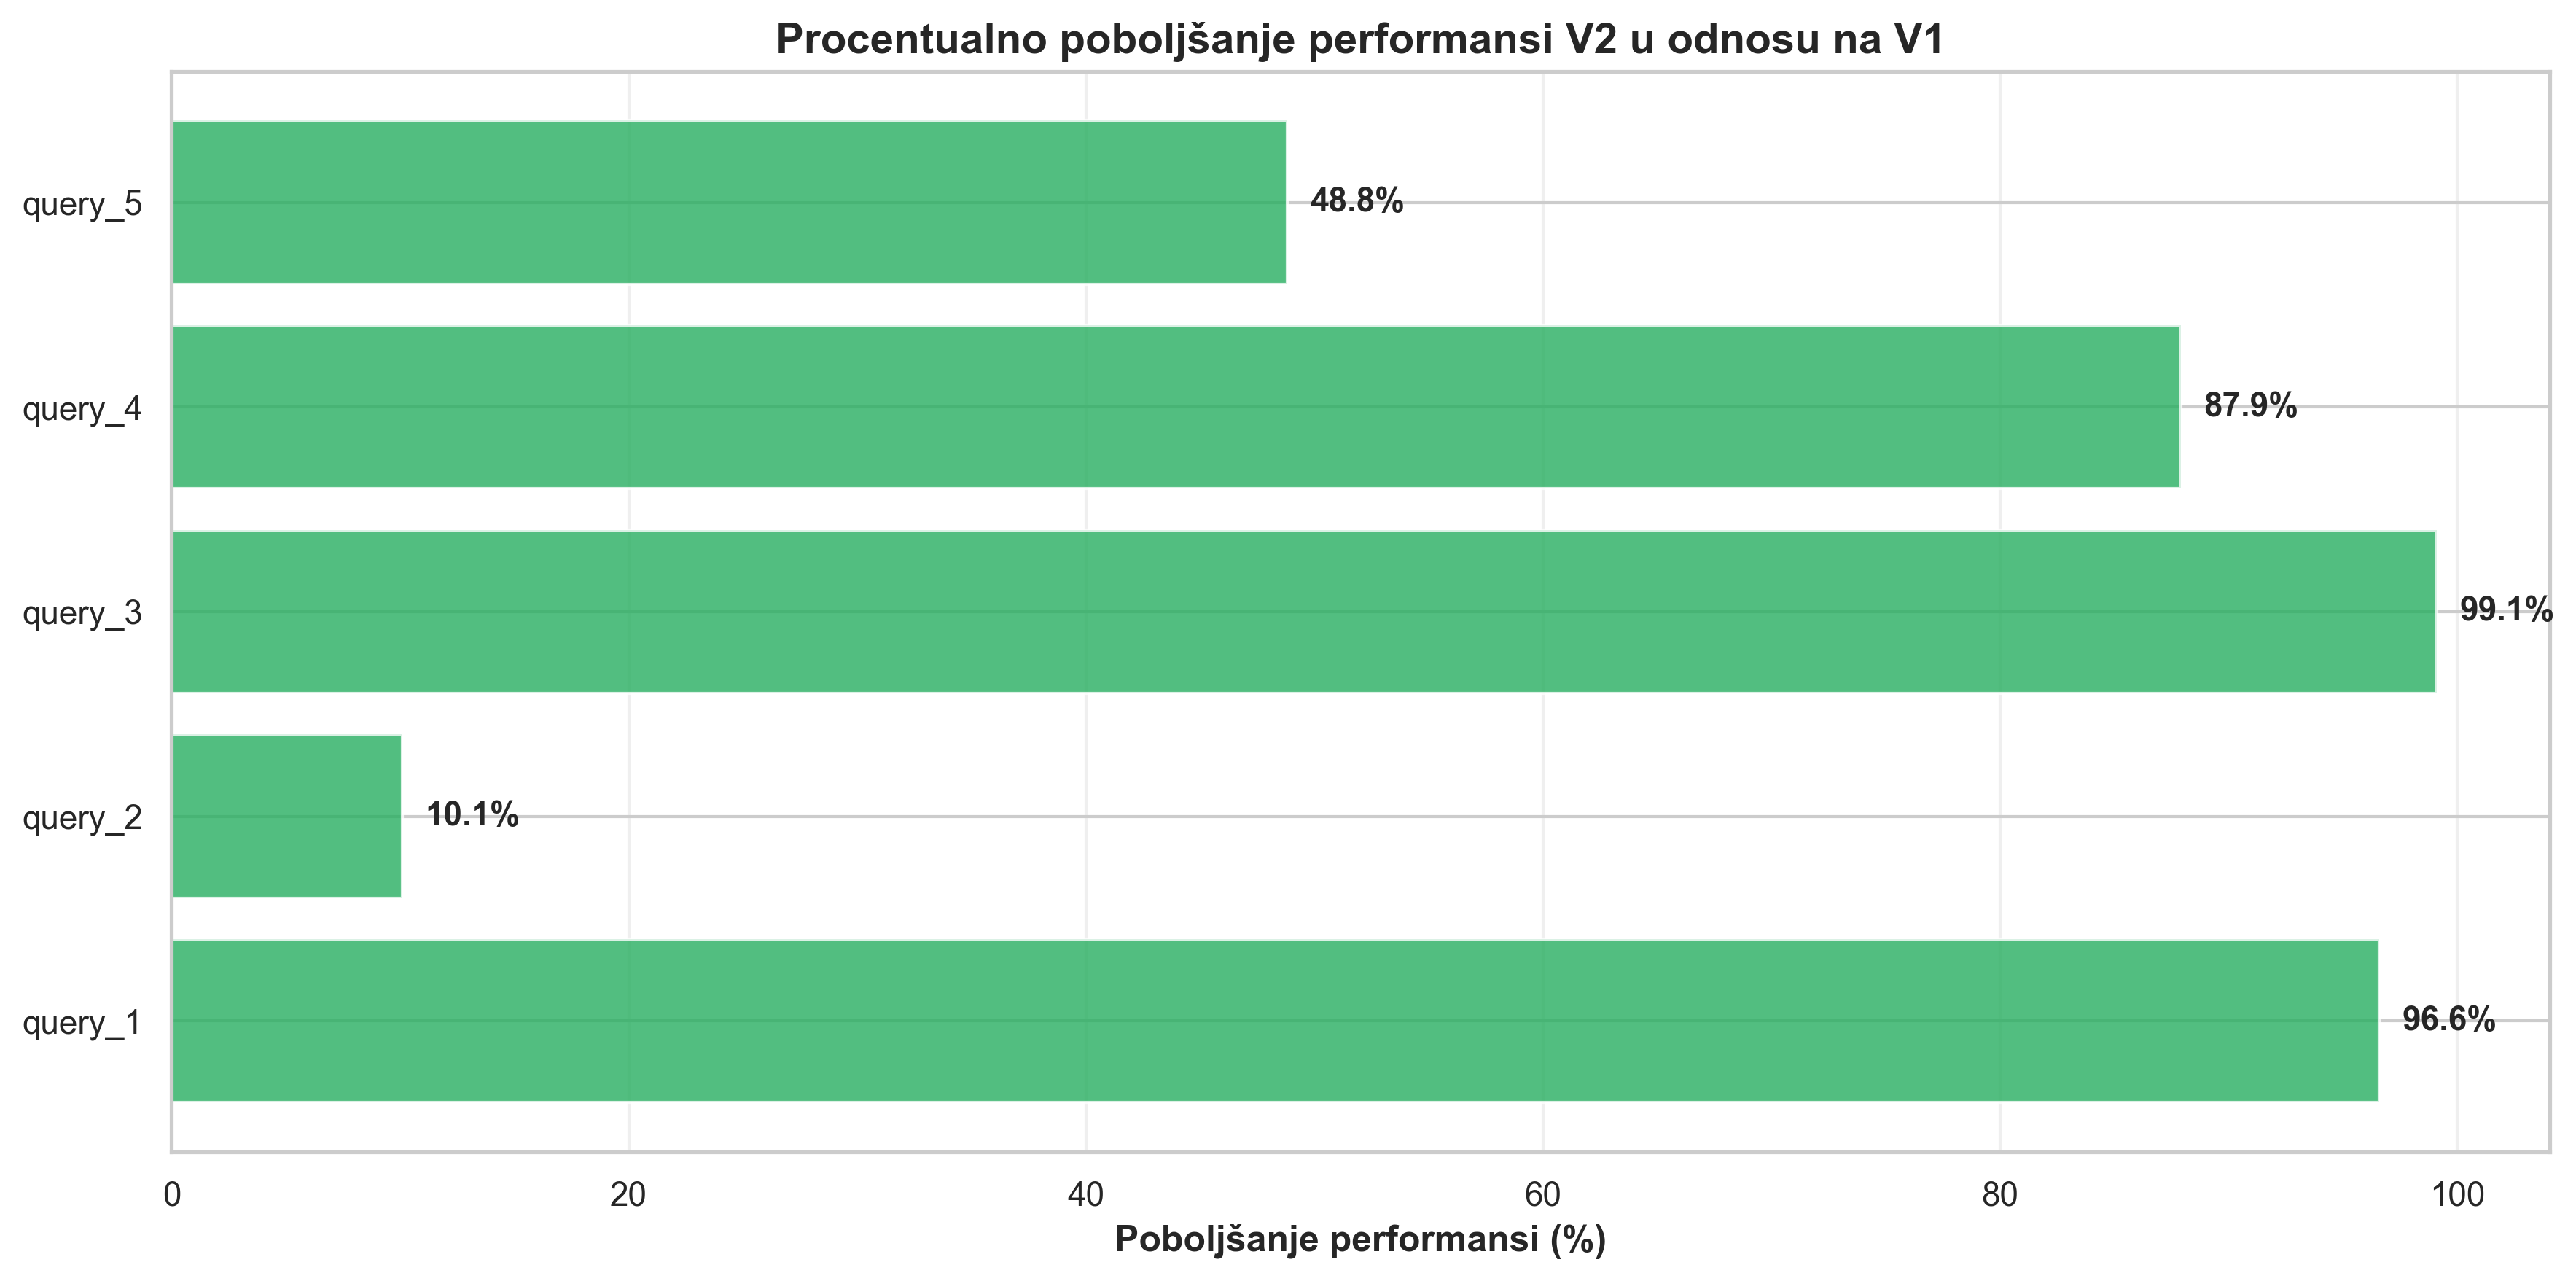 Procentualno poboljšanje performansi V2 u odnosu na V1
query_5
48.8%
query_4
87.9%
query_3
99.1%
query_2
10.1%
query_1
96.6%
0 20 40 60 80 100
Poboljšanje performansi (%)